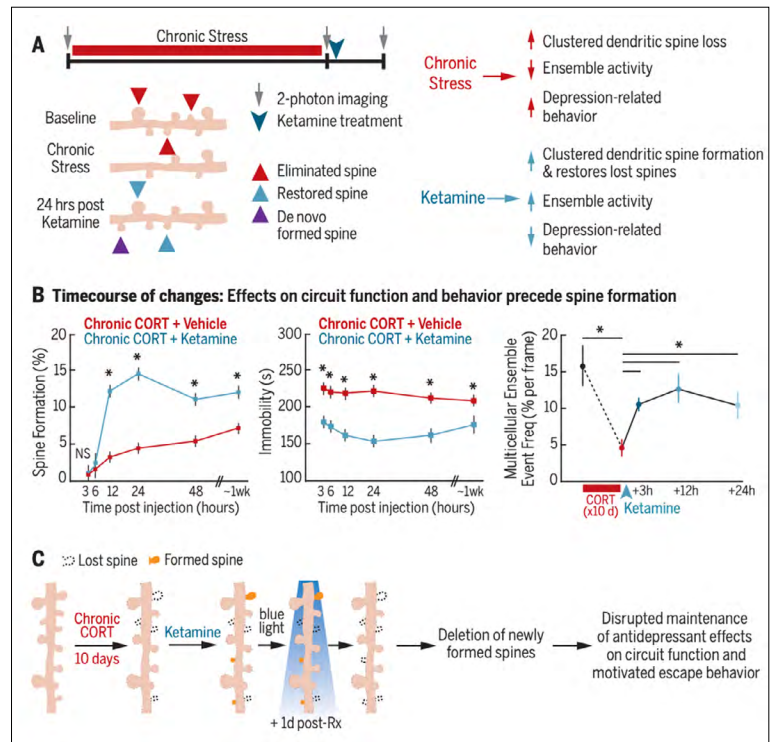 A
Chronic Stress
Baseline
Chronic
Stress
24 hrs post
Ketamine
2-photon imaging
Ketamine treatment
Eliminated spine
Restored spine
De novo
formed spine
Chronic
Stress
Clustered dendritic spine loss
Ensemble activity
Depression-related
behavior
Ketamine
Clustered dendritic spine formation
& restores lost spines
Ensemble activity
Depression-related
behavior
B Timecourse of changes: Effects on circuit function and behavior precede spine formation
Chronic CORT + Vehicle
Chronic CORT + Ketamine
Spine Formation (%)
20
15
10
5
0
NS
*
*
*
*
3 6 12 24 48 ~1wk
Time post injection (hours)
Chronic CORT + Vehicle
Chronic CORT + Ketamine
Immobility (s)
300
250
200
150
100
*
*
*
*
*
*
3 6 12 24 48 ~1wk
Time post injection (hours)
Multicellular Ensemble
Event Freq (% per frame)
20
15
10
5
0
*
*
CORT
(x10 d)
Ketamine
+3h
+12h
+24h
C
Lost spine
Formed spine
Chronic
CORT
10 days
Ketamine
blue
light
+ 1d post-Rx
Deletion of newly
formed spines
Disrupted maintenance
of antidepressant effects
on circuit function and
motivated escape behavior